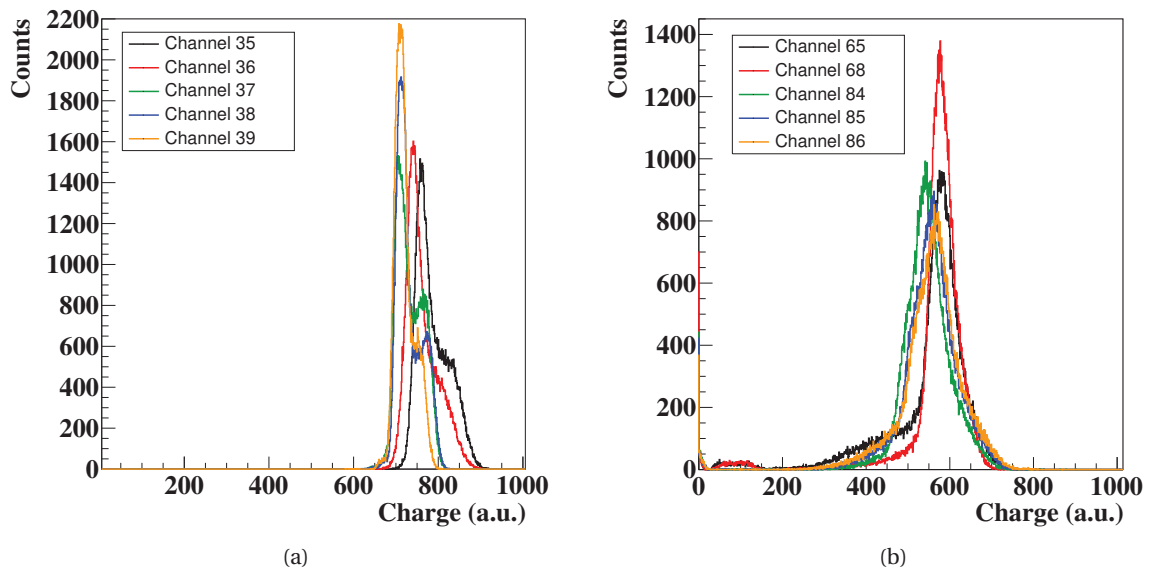 Counts
2200
2000
1800
1600
1400
1200
1000
800
600
400
200
0
Channel 35
Channel 36
Channel 37
Channel 38
Channel 39
200 400 600 800 1000
Charge (a.u.)
(a)
Counts
1400
1200
1000
800
600
400
200
0
Channel 65
Channel 68
Channel 84
Channel 85
Channel 86
0 200 400 600 800 1000
Charge (a.u.)
(b)